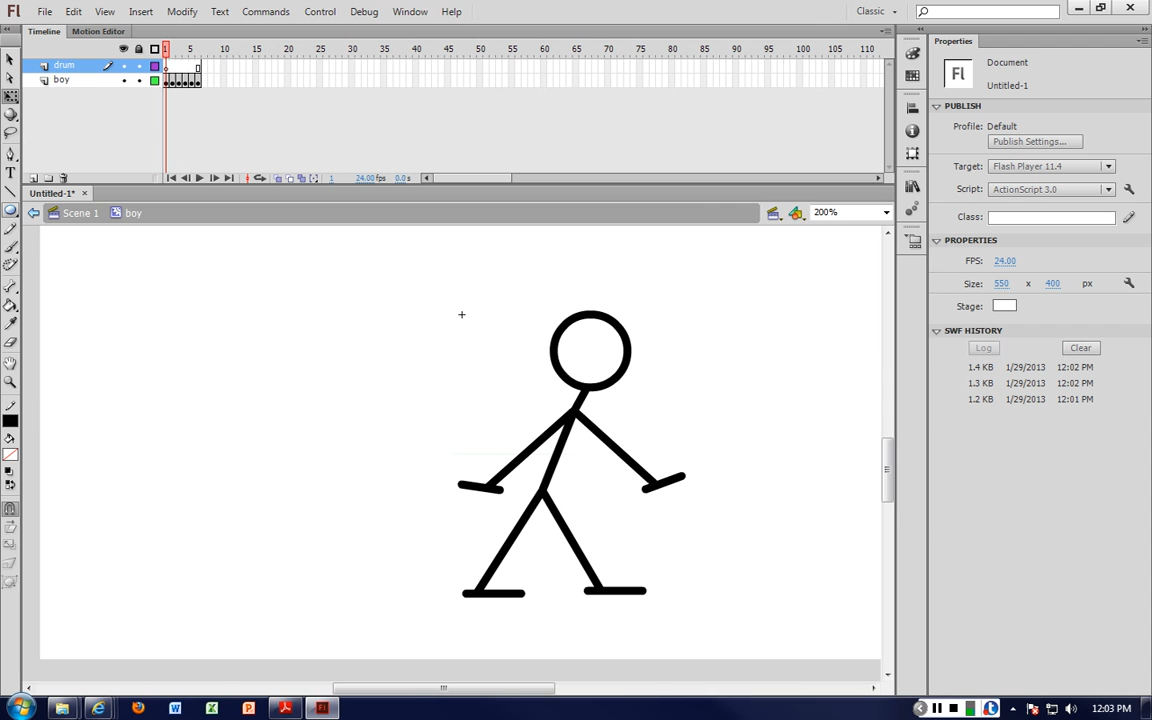 Fl File Edit View Insert Modify Text Commands Control Debug Window Help Classic
Timeline Motion Editor
1 5 10 15 20 25 30 35 40 45 50 55 60 65 70 75 80 85 90 95 100 105 110
drum
boy
1 24.00 fps 0.0 s
Untitled-1* ×
Scene 1 boy 200%
Properties
Fl Document
Untitled-1
PUBLISH
Profile: Default
Publish Settings...
Target: Flash Player 11.4
Script: ActionScript 3.0
Class:
PROPERTIES
FPS: 24.00
Size: 550 x 400 px
Stage:
SWF HISTORY
Log Clear
1.4 KB 1/29/2013 12:02 PM
1.3 KB 1/29/2013 12:02 PM
1.2 KB 1/29/2013 12:01 PM
12:03 PM